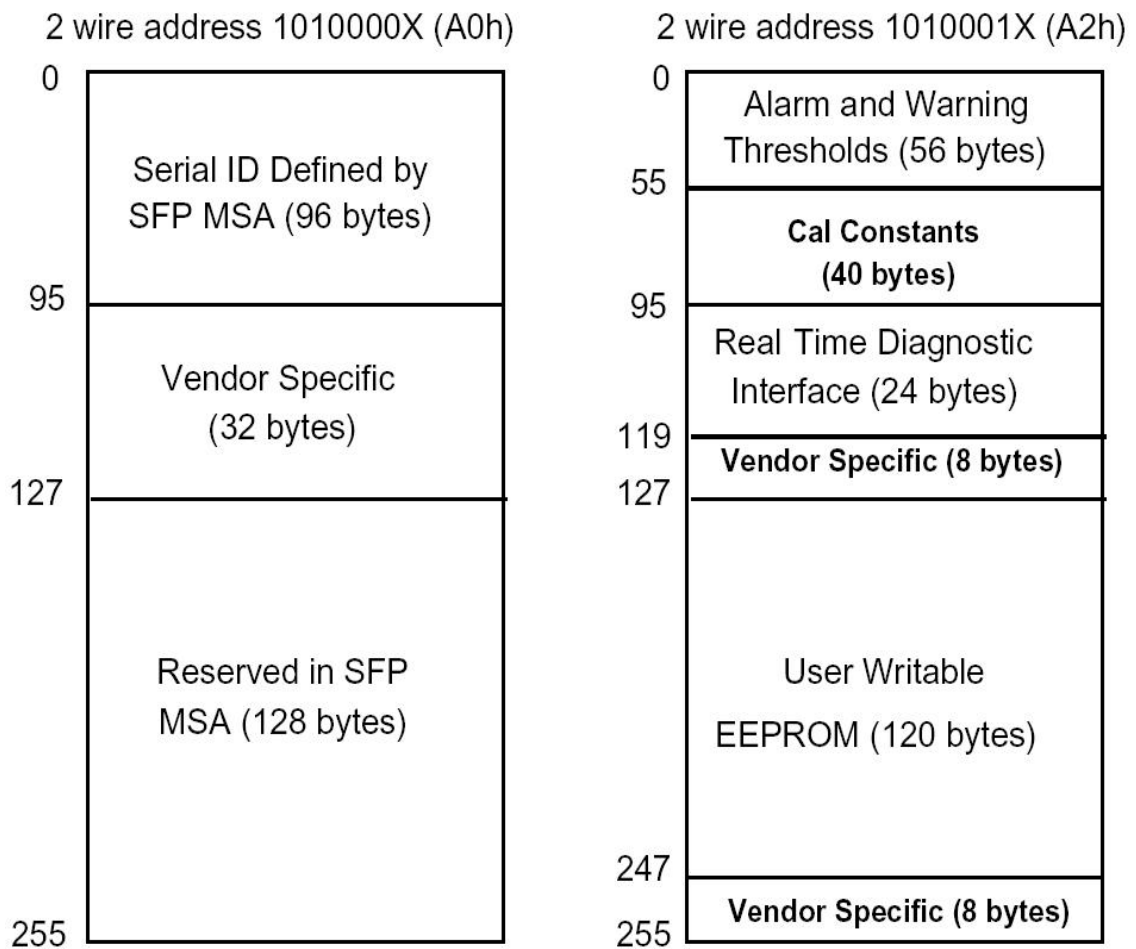 2 wire address 1010000X (A0h)
0
Serial ID Defined by
SFP MSA (96 bytes)
95
Vendor Specific
(32 bytes)
127
Reserved in SFP
MSA (128 bytes)
255
2 wire address 1010001X (A2h)
0
Alarm and Warning
Thresholds (56 bytes)
55
Cal Constants
(40 bytes)
95
Real Time Diagnostic
Interface (24 bytes)
119
Vendor Specific (8 bytes)
127
User Writable
EEPROM (120 bytes)
247
Vendor Specific (8 bytes)
255